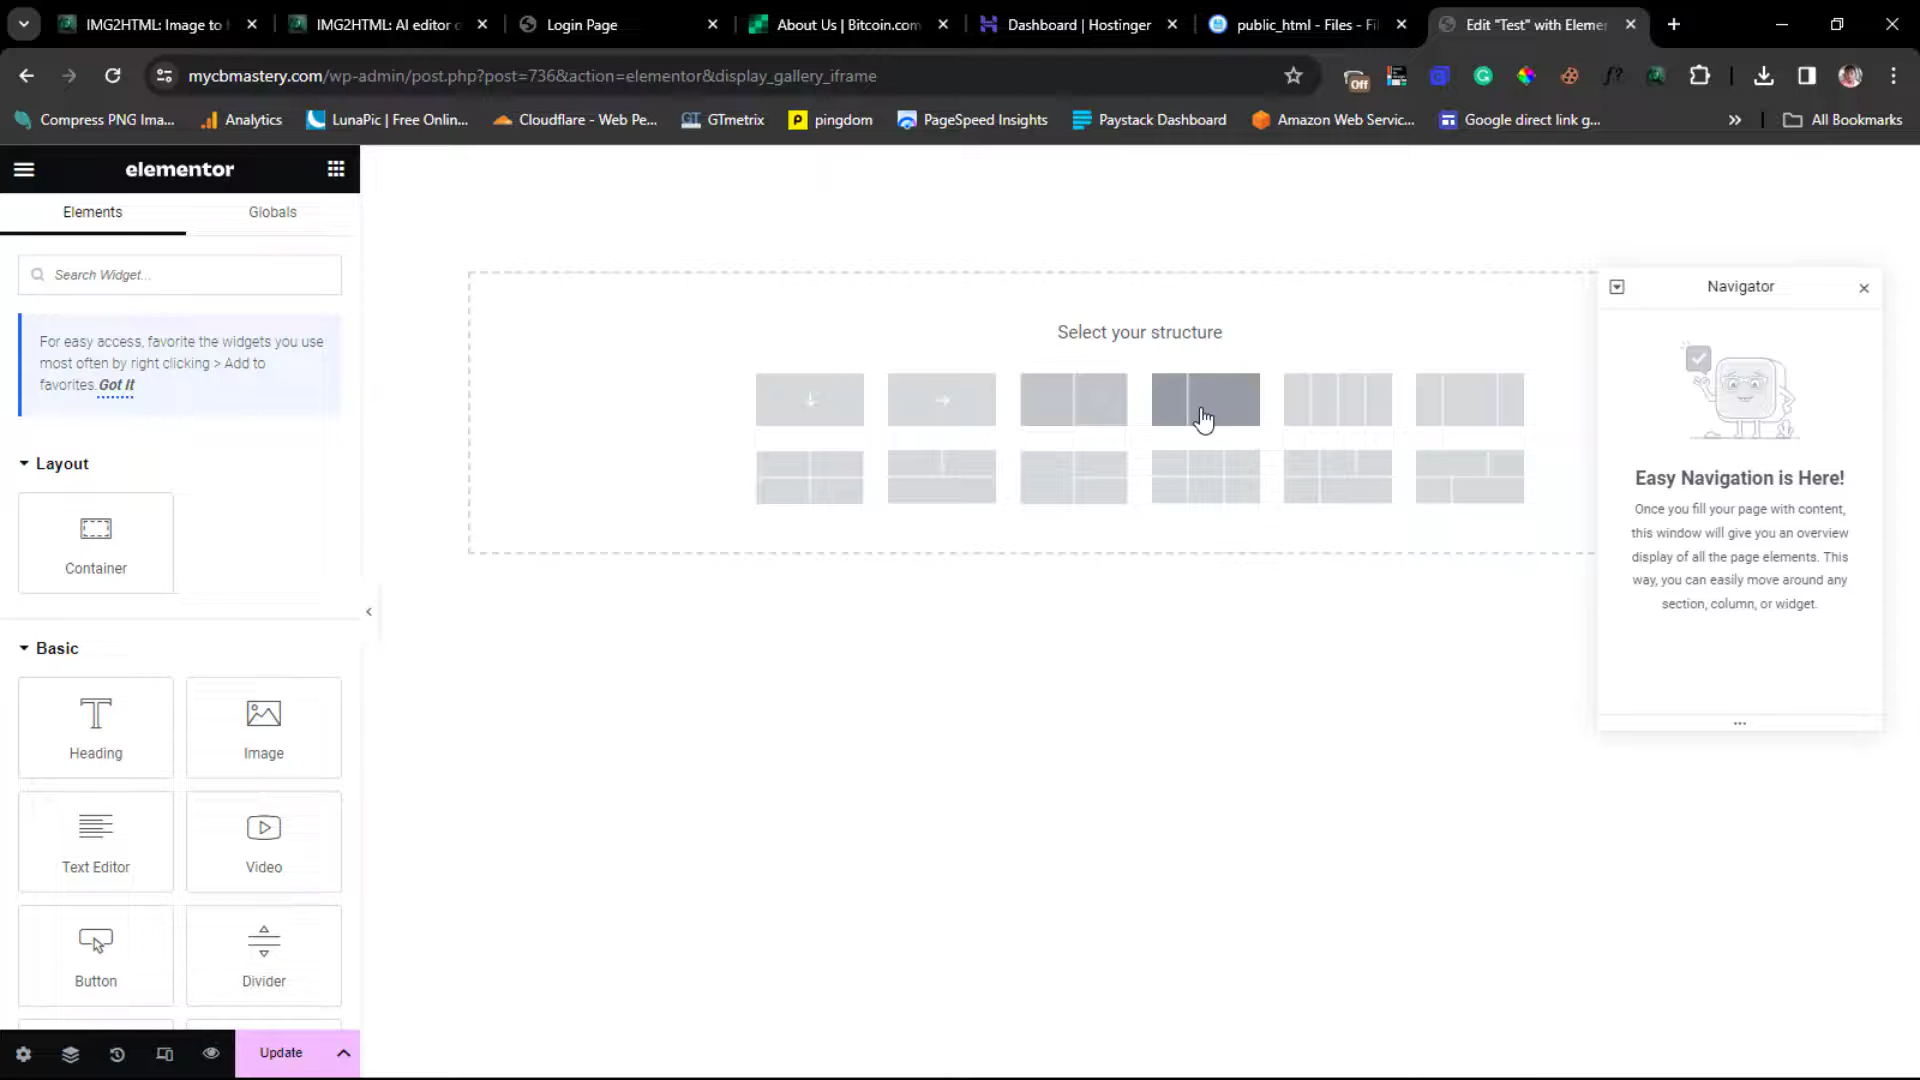 IMG2HTML: Image to
IMG2HTML: AI editor
Login Page
About Us | Bitcoin.com
Dashboard | Hostinger
public_html - Files - Fi
Edit "Test" with Eleme
mycbmastery.com/wp-admin/post.php?post=736&action=elementor&display_gallery_iframe
Off
Compress PNG Ima...
Analytics
LunaPic | Free Onlin...
Cloudflare - Web Pe...
GT GTmetrix
pingdom
PageSpeed Insights
Paystack Dashboard
Amazon Web Servic...
Google direct link g...
All Bookmarks
elementor
Elements
Globals
Search Widget...
For easy access, favorite the widgets you use
most often by right clicking > Add to
favorites. Got It
Layout
Container
Basic
Heading
Image
Text Editor
Video
Button
Divider
Update
Select your structure
Navigator
Easy Navigation is Here!
Once you fill your page with content,
this window will give you an overview
display of all the page elements. This
way, you can easily move around any
section, column, or widget.